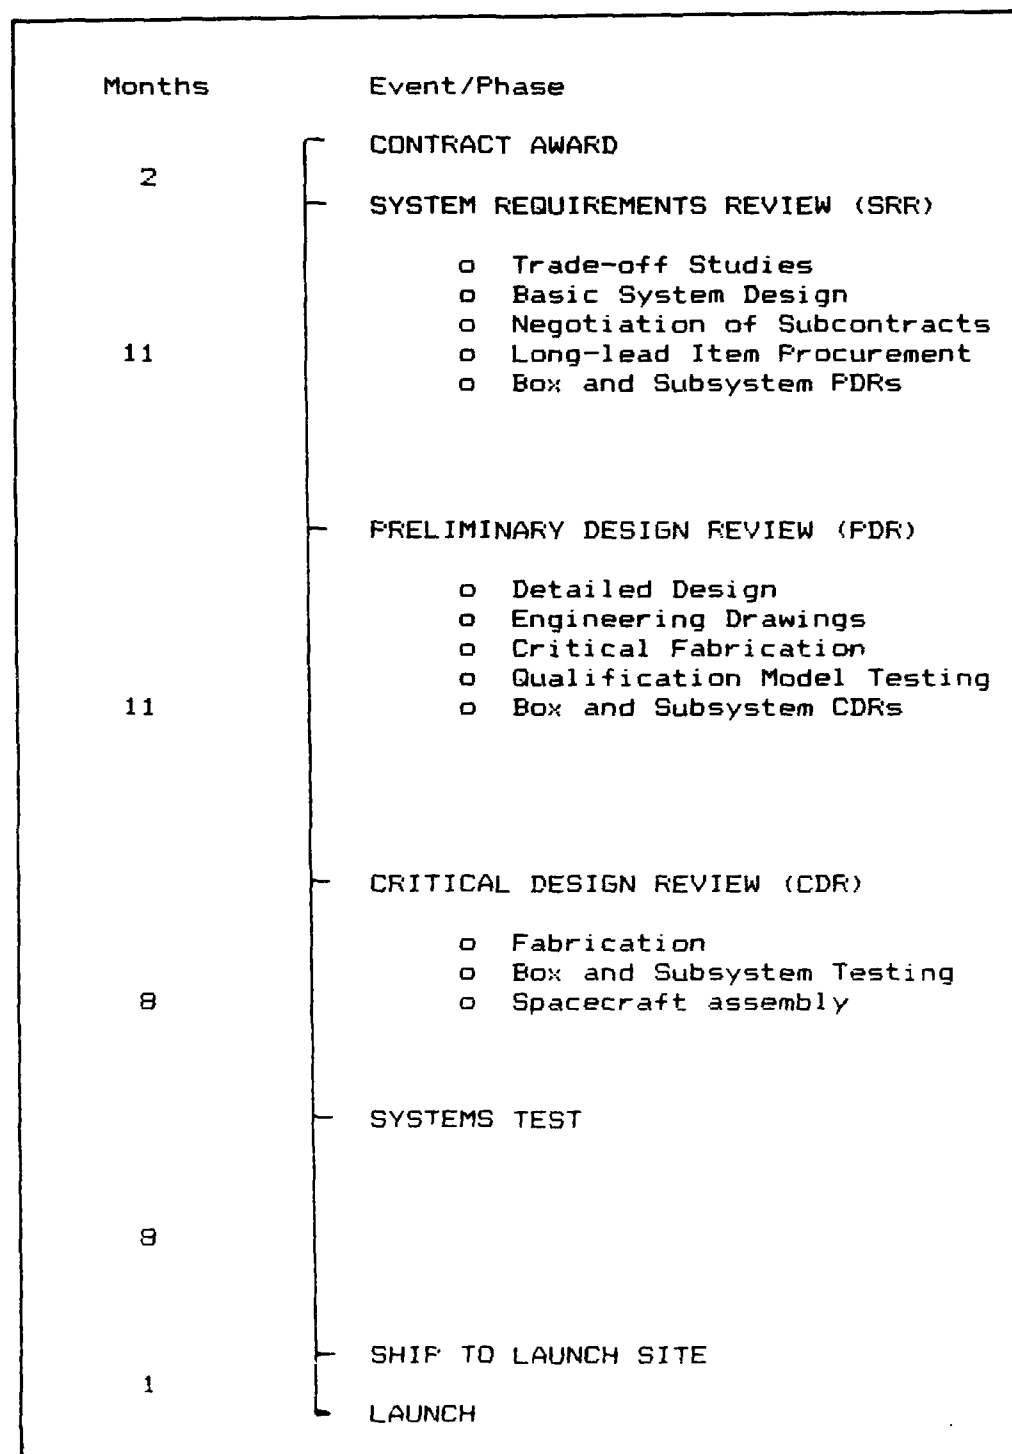 Months Event/Phase
CONTRACT AWARD
2
SYSTEM REQUIREMENTS REVIEW (SRR)
o Trade-off Studies
o Basic System Design
o Negotiation of Subcontracts
11 o Long-lead Item Procurement
o Box and Subsystem PDRs
PRELIMINARY DESIGN REVIEW (PDR)
o Detailed Design
o Engineering Drawings
o Critical Fabrication
o Qualification Model Testing
11 o Box and Subsystem CDRs
CRITICAL DESIGN REVIEW (CDR)
o Fabrication
o Box and Subsystem Testing
8 o Spacecraft assembly
SYSTEMS TEST
8
SHIP TO LAUNCH SITE
1
LAUNCH